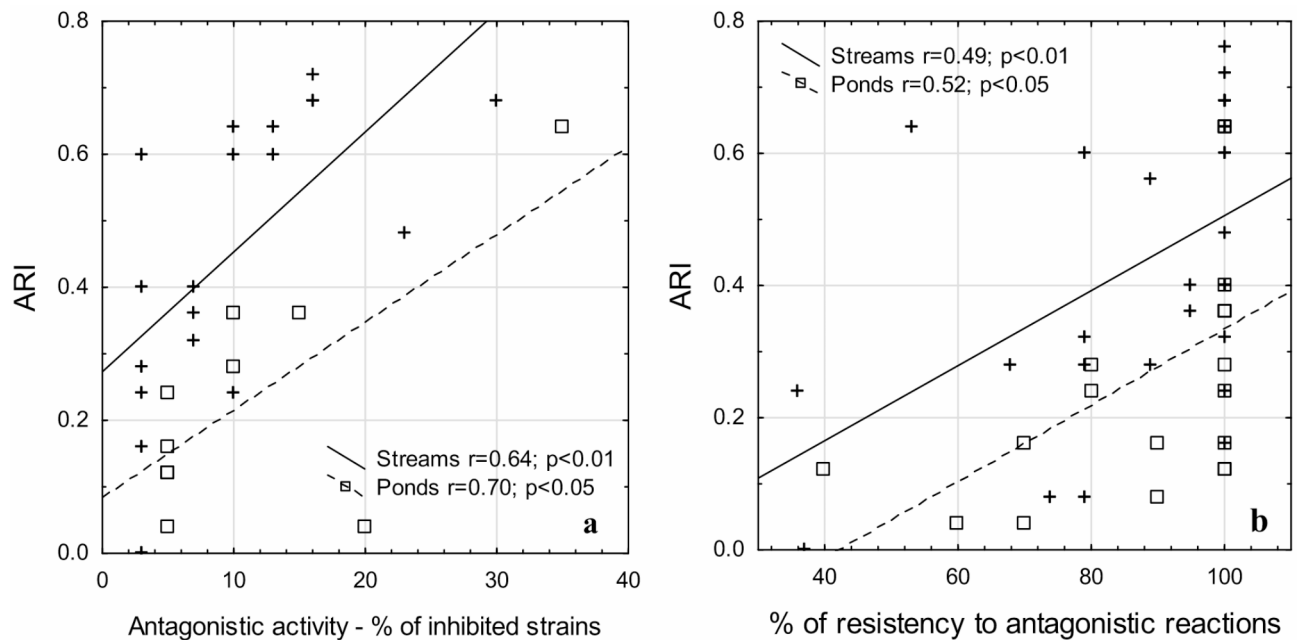 0.8
0.6
0.4
0.2
0.0
ARI
0 10 20 30 40
Antagonistic activity - % of inhibited strains
Streams r=0.64; p<0.01
Ponds r=0.70; p<0.05
a
0.8
0.6
0.4
0.2
0.0
ARI
40 60 80 100
% of resistency to antagonistic reactions
Streams r=0.49; p<0.01
Ponds r=0.52; p<0.05
b